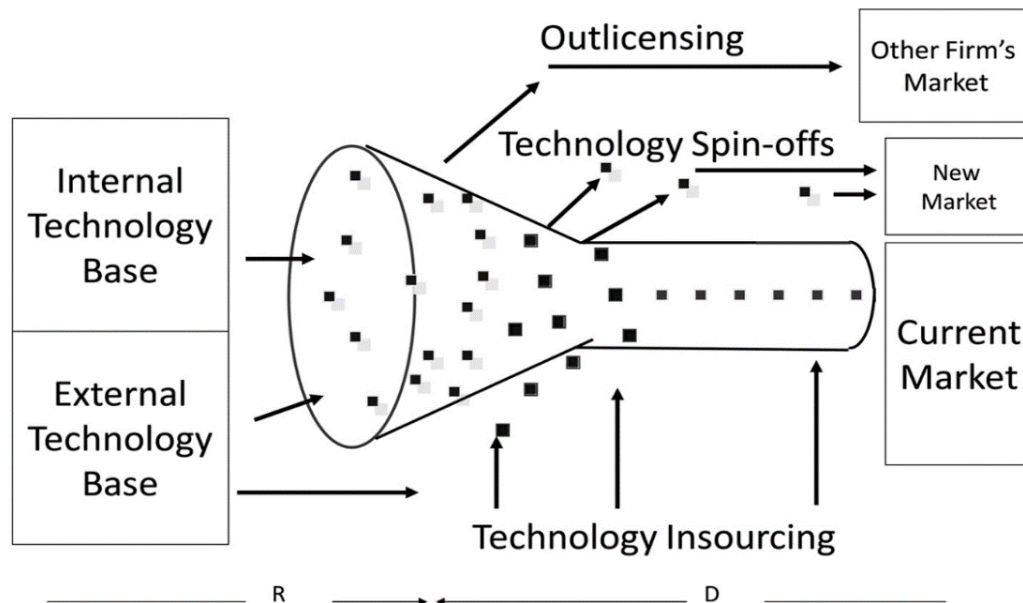 Outlicensing
Other Firm's
Market
Technology Spin-offs
New
Market
Internal
Technology
Base
External
Technology
Base
Current
Market
Technology Insourcing
R
D